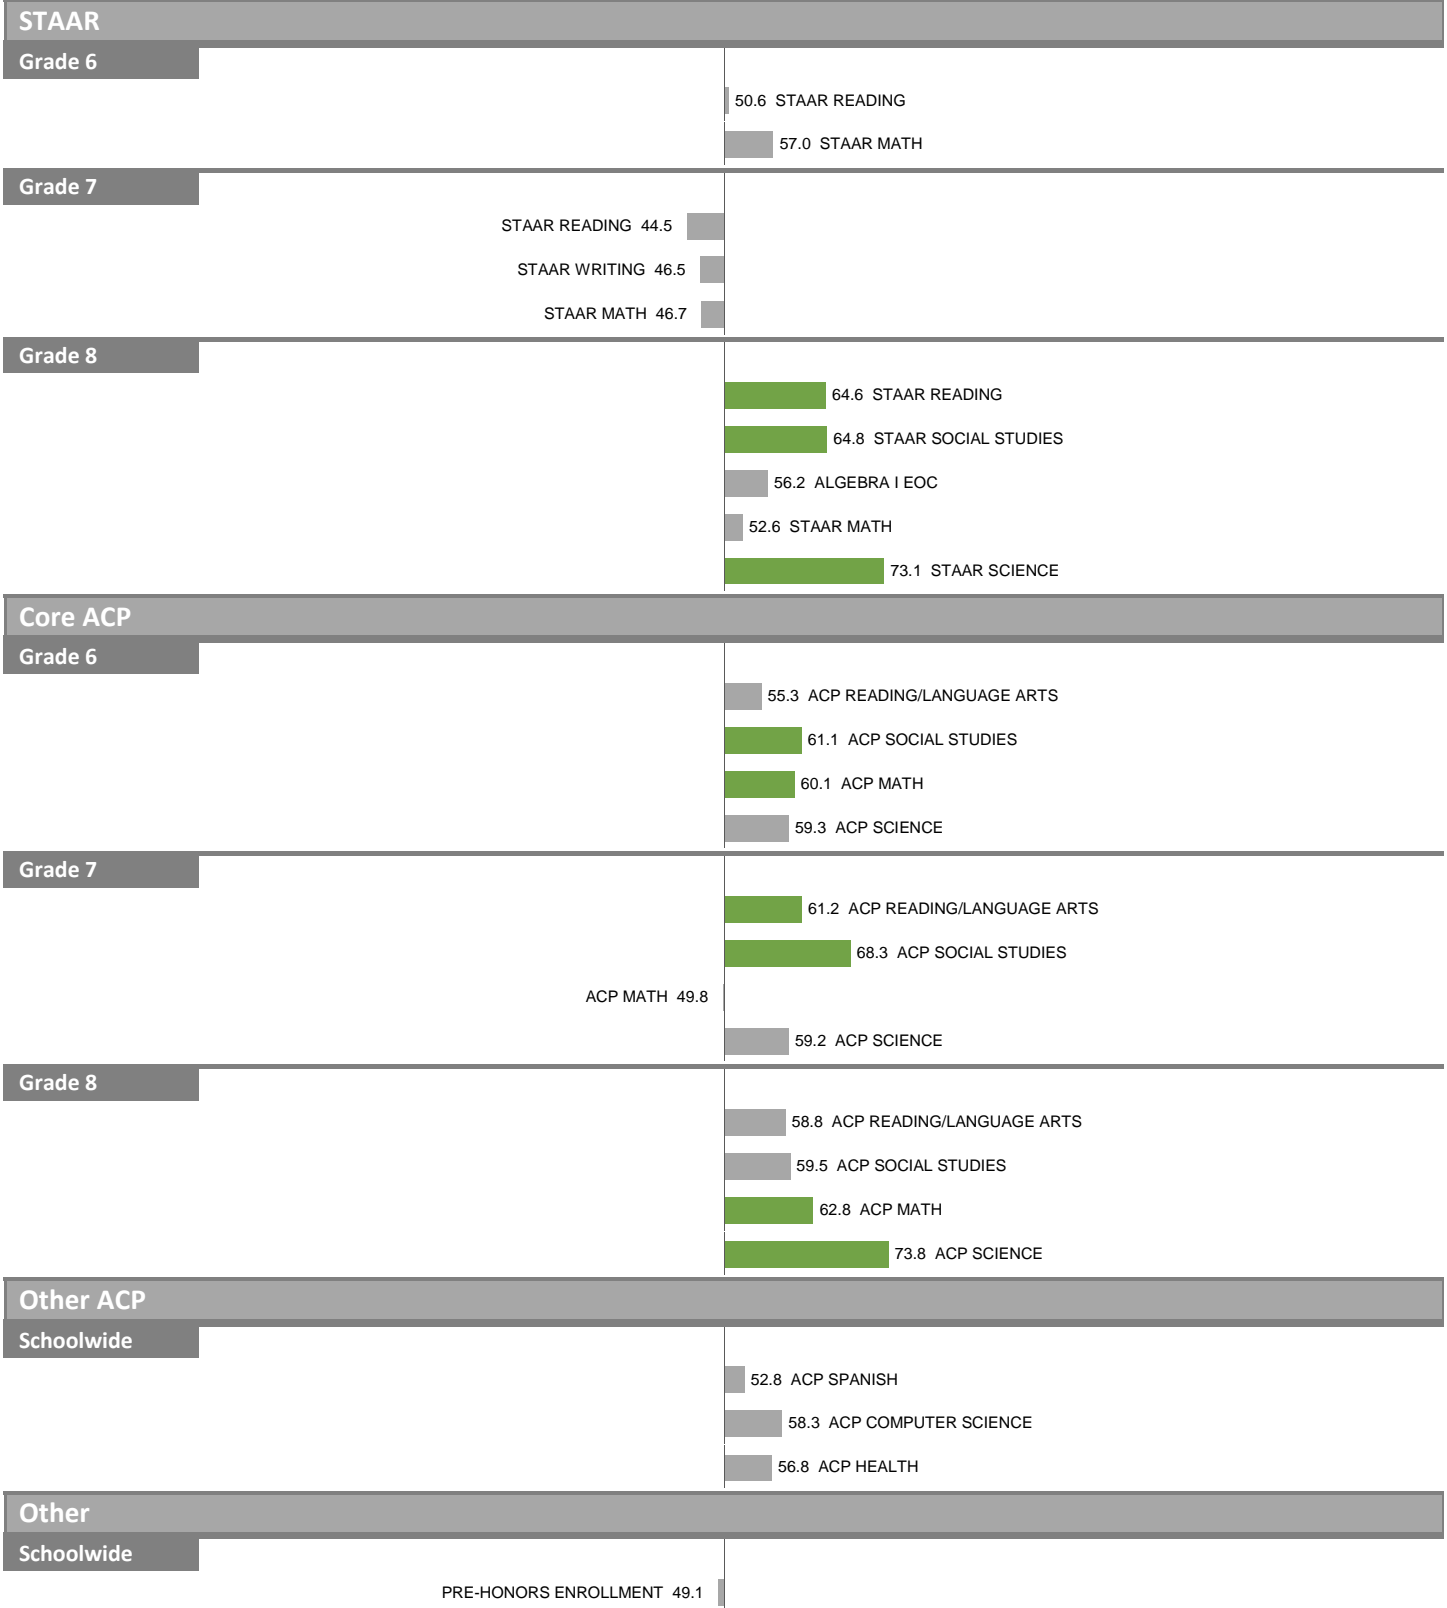 STAAR
Grade 6
50.6 STAAR READING
57.0 STAAR MATH
Grade 7
STAAR READING 44.5
STAAR WRITING 46.5
STAAR MATH 46.7
Grade 8
64.6 STAAR READING
64.8 STAAR SOCIAL STUDIES
56.2 ALGEBRA I EOC
52.6 STAAR MATH
73.1 STAAR SCIENCE
Core ACP
Grade 6
55.3 ACP READING/LANGUAGE ARTS
61.1 ACP SOCIAL STUDIES
60.1 ACP MATH
59.3 ACP SCIENCE
Grade 7
61.2 ACP READING/LANGUAGE ARTS
68.3 ACP SOCIAL STUDIES
ACP MATH 49.8
59.2 ACP SCIENCE
Grade 8
58.8 ACP READING/LANGUAGE ARTS
59.5 ACP SOCIAL STUDIES
62.8 ACP MATH
73.8 ACP SCIENCE
Other ACP
Schoolwide
52.8 ACP SPANISH
58.3 ACP COMPUTER SCIENCE
56.8 ACP HEALTH
Other
Schoolwide
PRE-HONORS ENROLLMENT 49.1